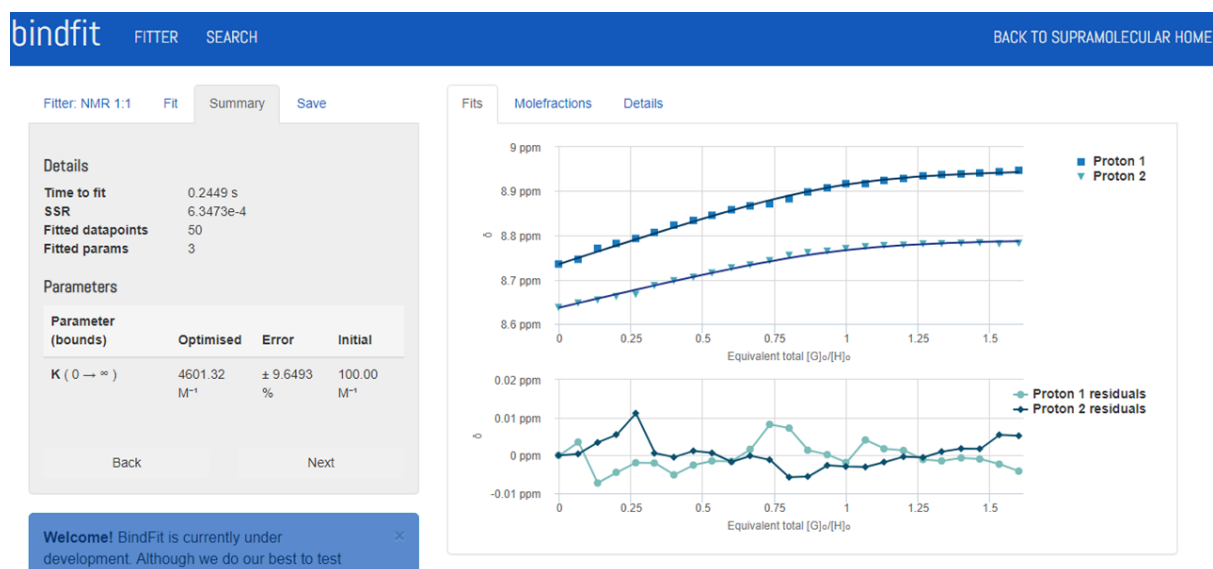 bindfit FITTER SEARCH BACK TO SUPRAMOLECULAR HOME
Fitter: NMR 1:1 Fit Summary Save
Details
Time to fit 0.2449 s
SSR 6.3473e-4
Fitted datapoints 50
Fitted params 3
Parameters
Parameter
(bounds) Optimised Error Initial
K ( 0 → ∞ ) 4601.32 ± 9.6493 100.00
M⁻¹ % M⁻¹
Back Next
Welcome! BindFit is currently under ×
development. Although we do our best to test
Fits Molefractions Details
9 ppm
8.9 ppm
8.8 ppm
8.7 ppm
8.6 ppm
δ
0 0.25 0.5 0.75 1 1.25 1.5
Equivalent total [G]₀/[H]₀
Proton 1
Proton 2
0.02 ppm
0.01 ppm
0 ppm
-0.01 ppm
δ
0 0.25 0.5 0.75 1 1.25 1.5
Equivalent total [G]₀/[H]₀
Proton 1 residuals
Proton 2 residuals